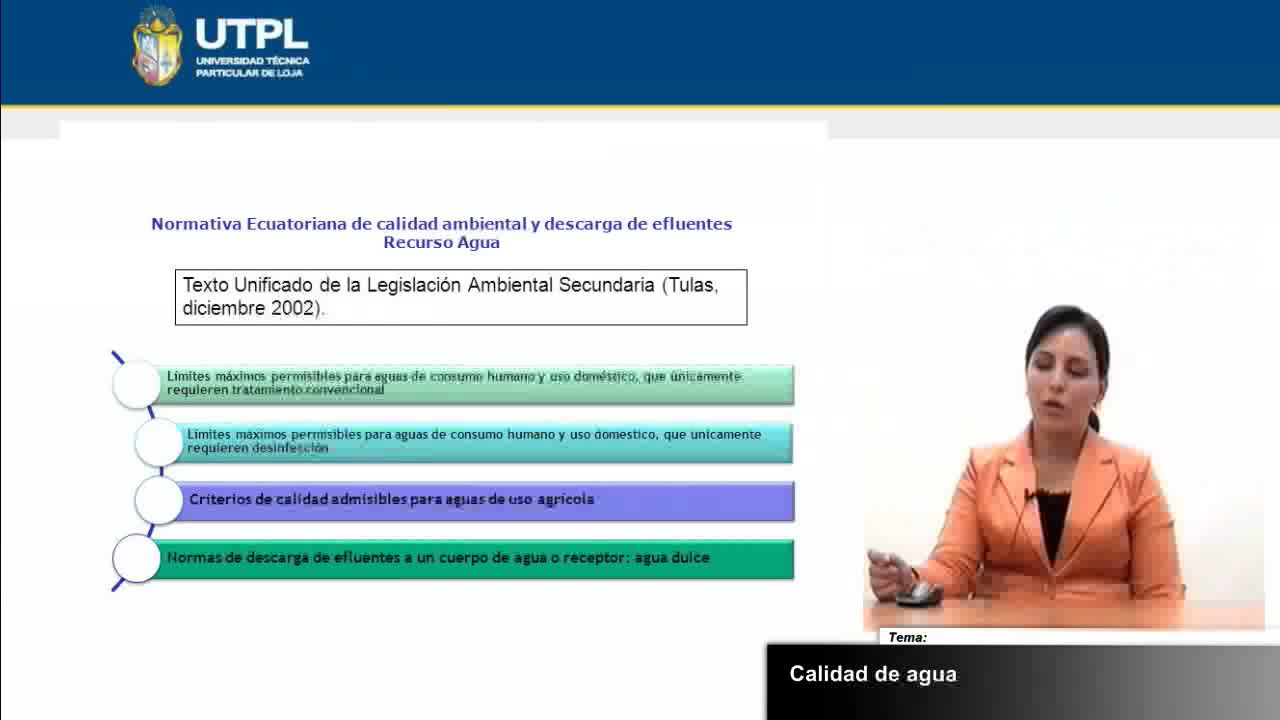 UTPL
UNIVERSIDAD TÉCNICA
PARTICULAR DE LOJA
Normativa Ecuatoriana de calidad ambiental y descarga de efluentes
Recurso Agua
Texto Unificado de la Legislación Ambiental Secundaria (Tulas,
diciembre 2002).
Límites máximos permisibles para aguas de consumo humano y uso doméstico, que únicamente
requieren tratamiento convencional
Límites máximos permisibles para aguas de consumo humano y uso domestico, que unicamente
requieren desinfección
Criterios de calidad admisibles para aguas de uso agrícola
Normas de descarga de efluentes a un cuerpo de agua o receptor: agua dulce
Tema:
Calidad de agua